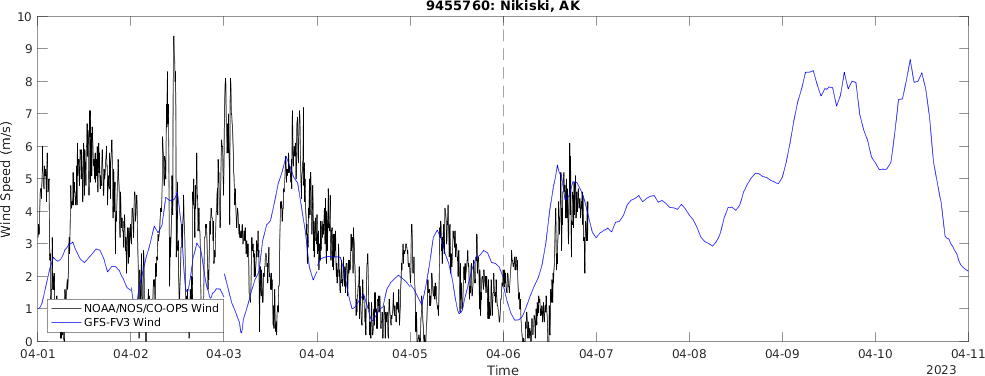 9455760: Nikiski, AK
10
9
8
7
6
5
4
3
2
1
0
Wind Speed (m/s)
NOAA/NOS/CO-OPS Wind
GFS-FV3 Wind
04-01 04-02 04-03 04-04 04-05 04-06 04-07 04-08 04-09 04-10 04-11
Time
2023